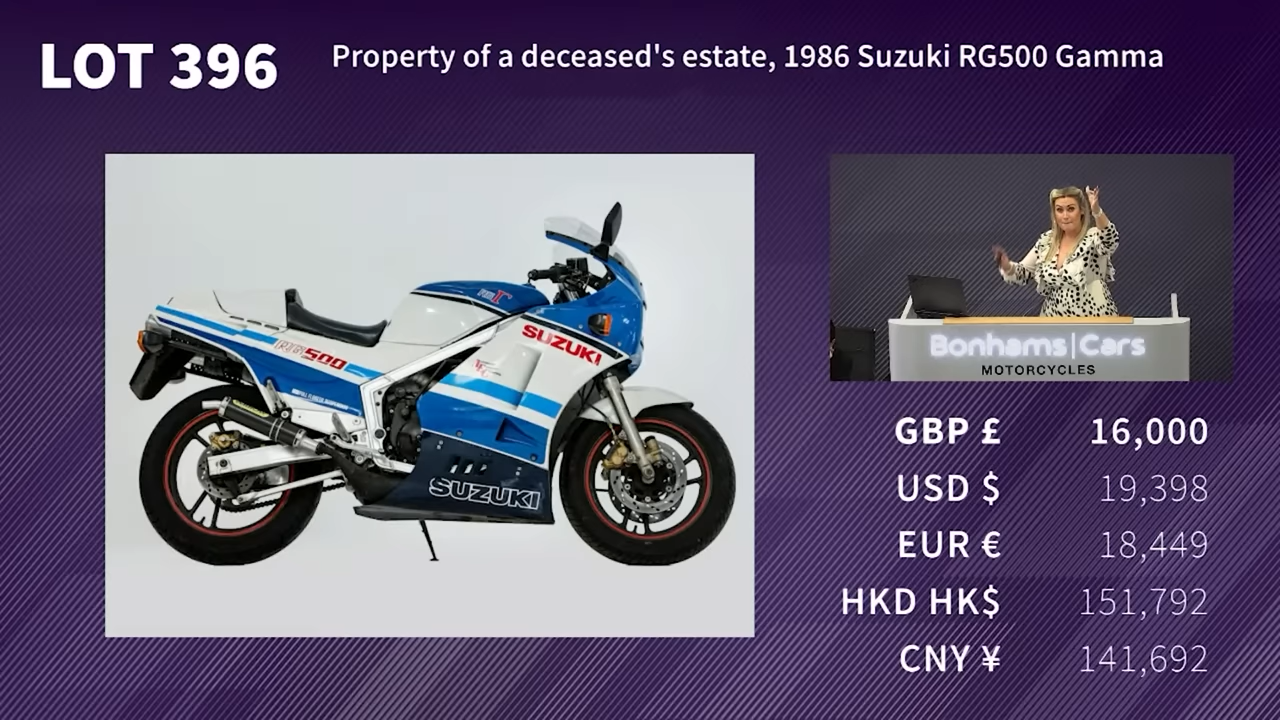 LOT 396
Property of a deceased's estate, 1986 Suzuki RG500 Gamma
RGΓ
SUZUKI
RG500
SUZUKI
Bonhams|Cars
MOTORCYCLES
GBP £ 16,000
USD $ 19,398
EUR € 18,449
HKD HK$ 151,792
CNY ¥ 141,692